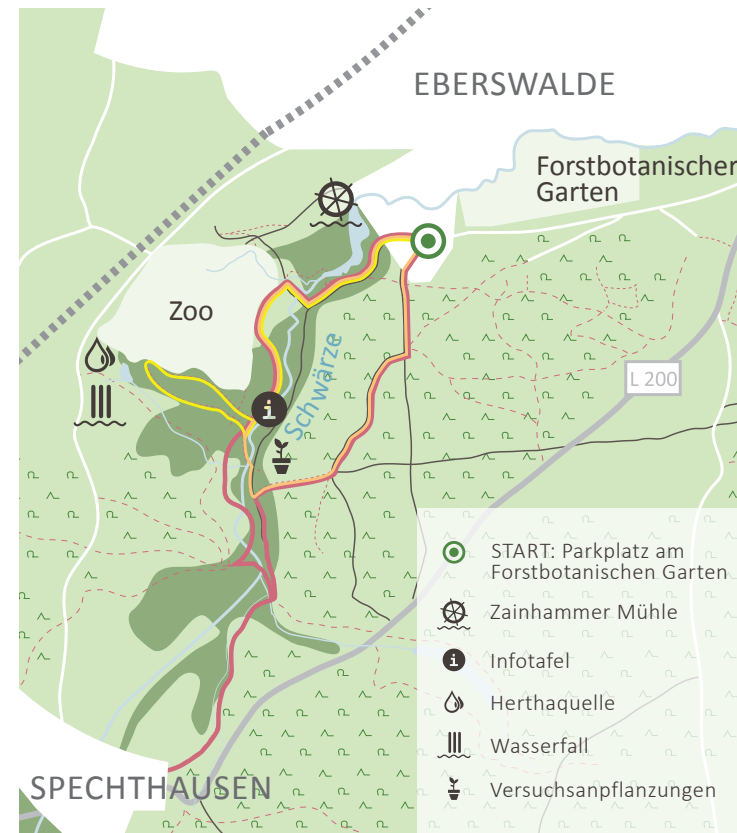 EBERSWALDE
Forstbotanischer
Garten
Zoo
Schwärze
i
L 200
START: Parkplatz am
Forstbotanischen Garten
Zainhammer Mühle
i
Infotafel
Herthaquelle
Wasserfall
Versuchsanpflanzungen
SPECHTHAUSEN